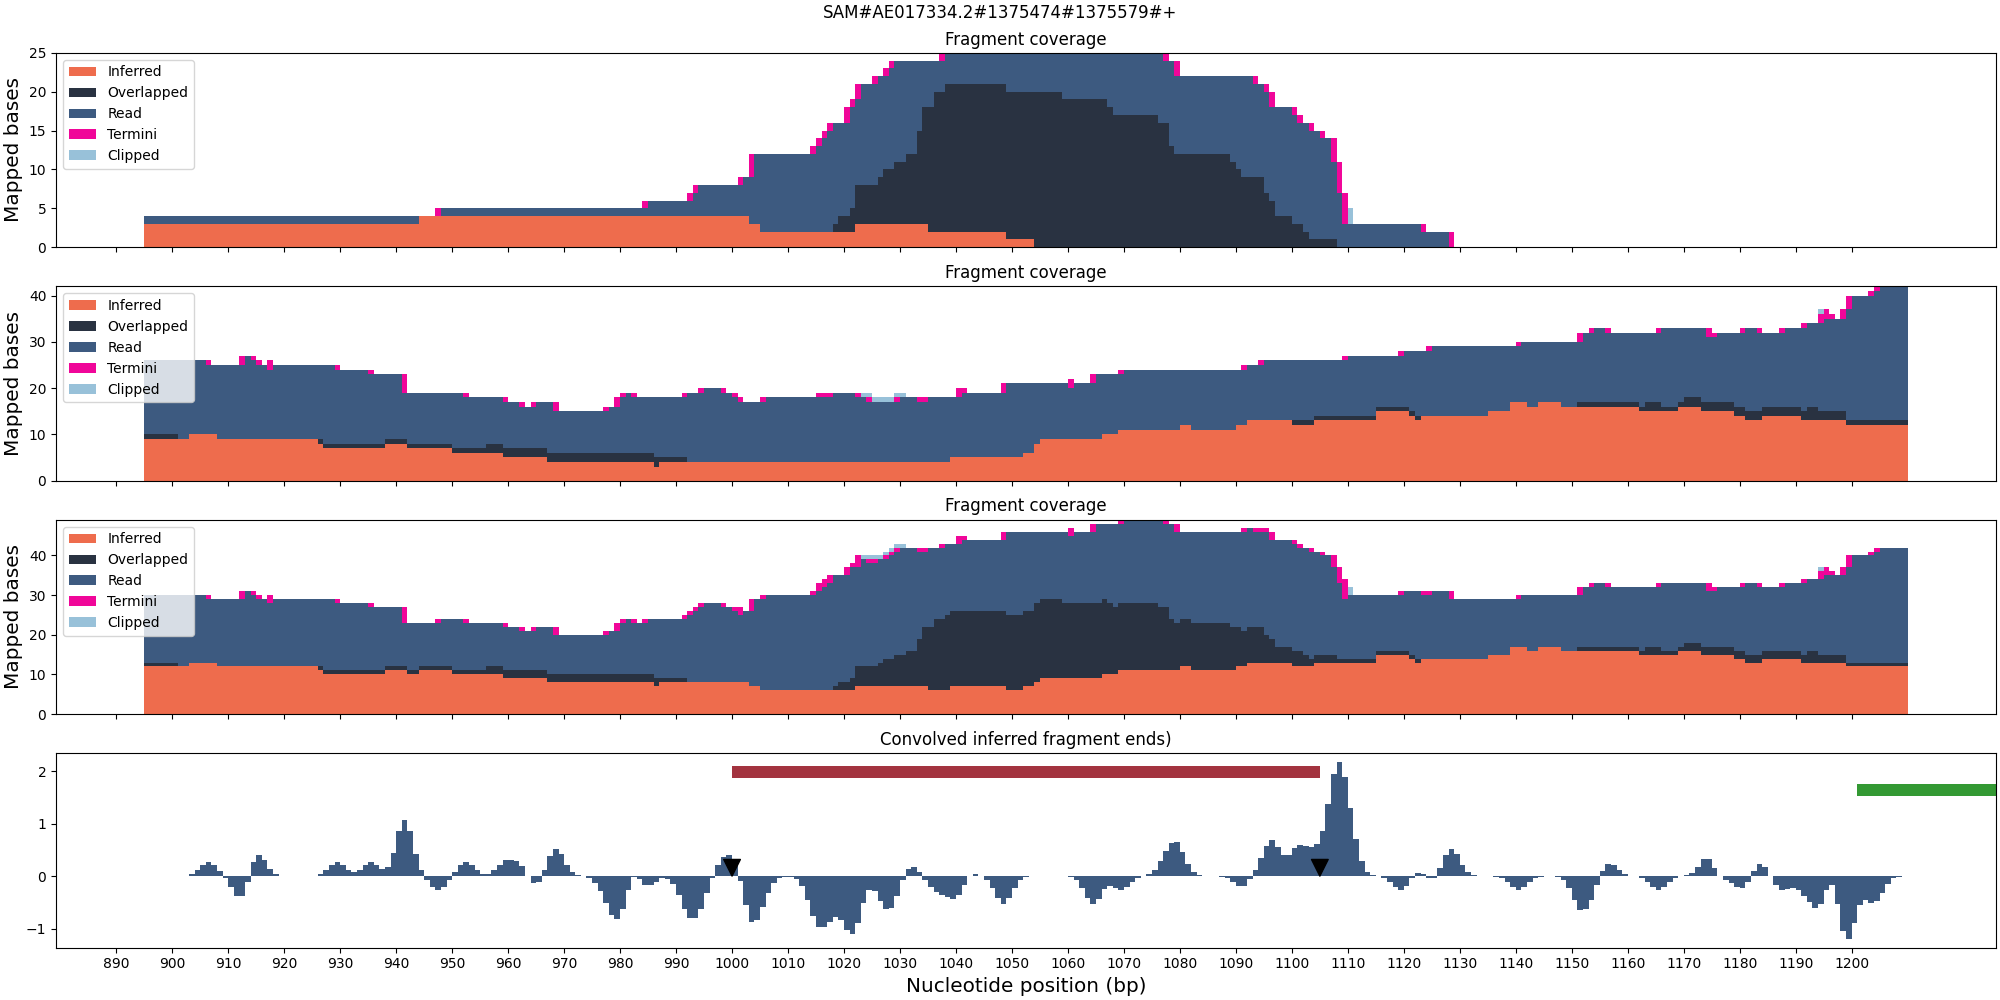 SAM#AE017334.2#1375474#1375579#+
Fragment coverage
25
20
15
10
5
0
Mapped bases
Inferred
Overlapped
Read
Termini
Clipped
Fragment coverage
40
30
20
10
0
Mapped bases
Inferred
Overlapped
Read
Termini
Clipped
Fragment coverage
40
30
20
10
0
Mapped bases
Inferred
Overlapped
Read
Termini
Clipped
Convolved inferred fragment ends)
2
1
0
−1
890 900 910 920 930 940 950 960 970 980 990 1000 1010 1020 1030 1040 1050 1060 1070 1080 1090 1100 1110 1120 1130 1140 1150 1160 1170 1180 1190 1200
Nucleotide position (bp)